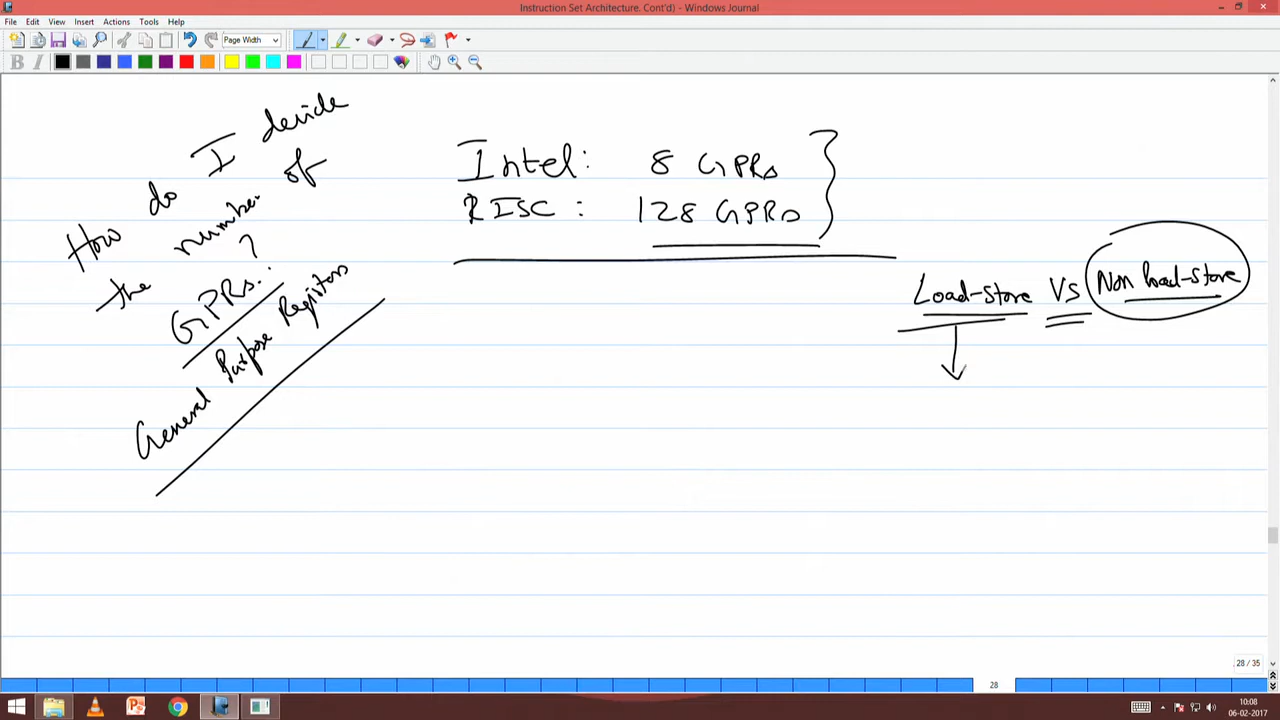 Instruction Set Architecture. Cont'd) - Windows Journal
File Edit View Insert Actions Tools Help
Page Width
B I
How do I decide
the number of
GPRs.?
General Purpose Registors
Intel: 8 GPRs
RISC: 128 GPRs
Load-Store Vs Non Load-Store
28 / 35
28
10:08
06-02-2017